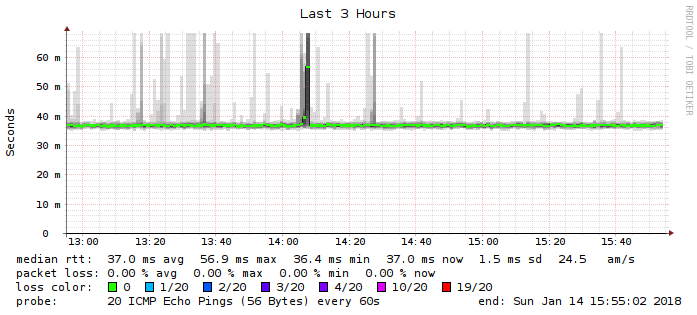 Last 3 Hours
RRDTOOL / TOBI OETIKER
Seconds
60 m
50 m
40 m
30 m
20 m
10 m
0
13:00 13:20 13:40 14:00 14:20 14:40 15:00 15:20 15:40
median rtt: 37.0 ms avg 56.9 ms max 36.4 ms min 37.0 ms now 1.5 ms sd 24.5 am/s
packet loss: 0.00 % avg 0.00 % max 0.00 % min 0.00 % now
loss color: 0 1/20 2/20 3/20 4/20 10/20 19/20
probe: 20 ICMP Echo Pings (56 Bytes) every 60s end: Sun Jan 14 15:55:02 2018